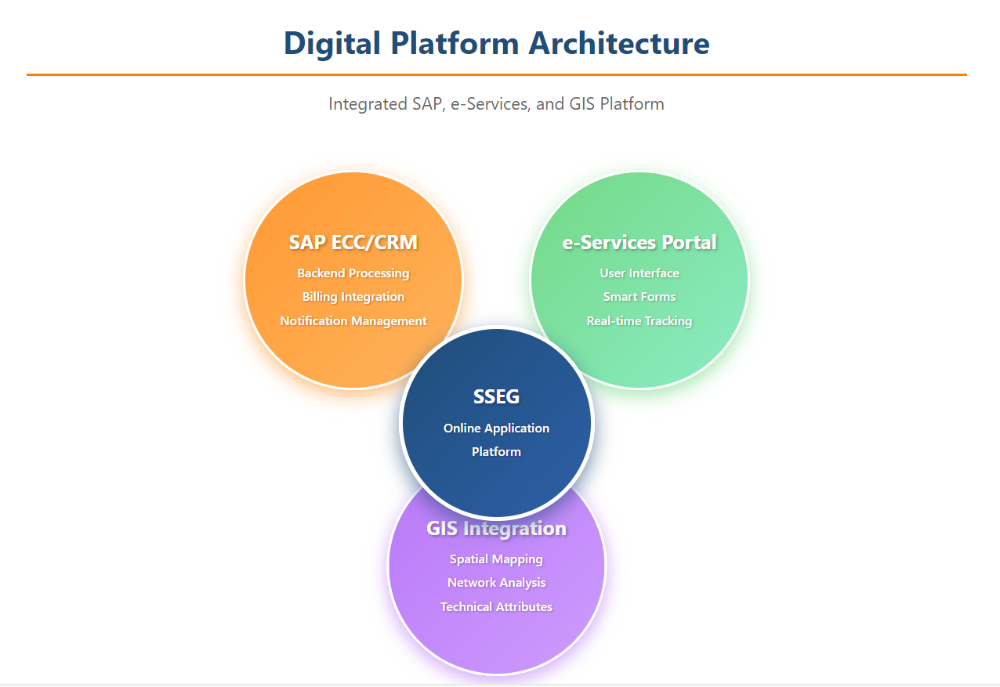 Digital Platform Architecture
Integrated SAP, e-Services, and GIS Platform
SAP ECC/CRM
Backend Processing
Billing Integration
Notification Management
e-Services Portal
User Interface
Smart Forms
Real-time Tracking
SSEG
Online Application
Platform
GIS Integration
Spatial Mapping
Network Analysis
Technical Attributes